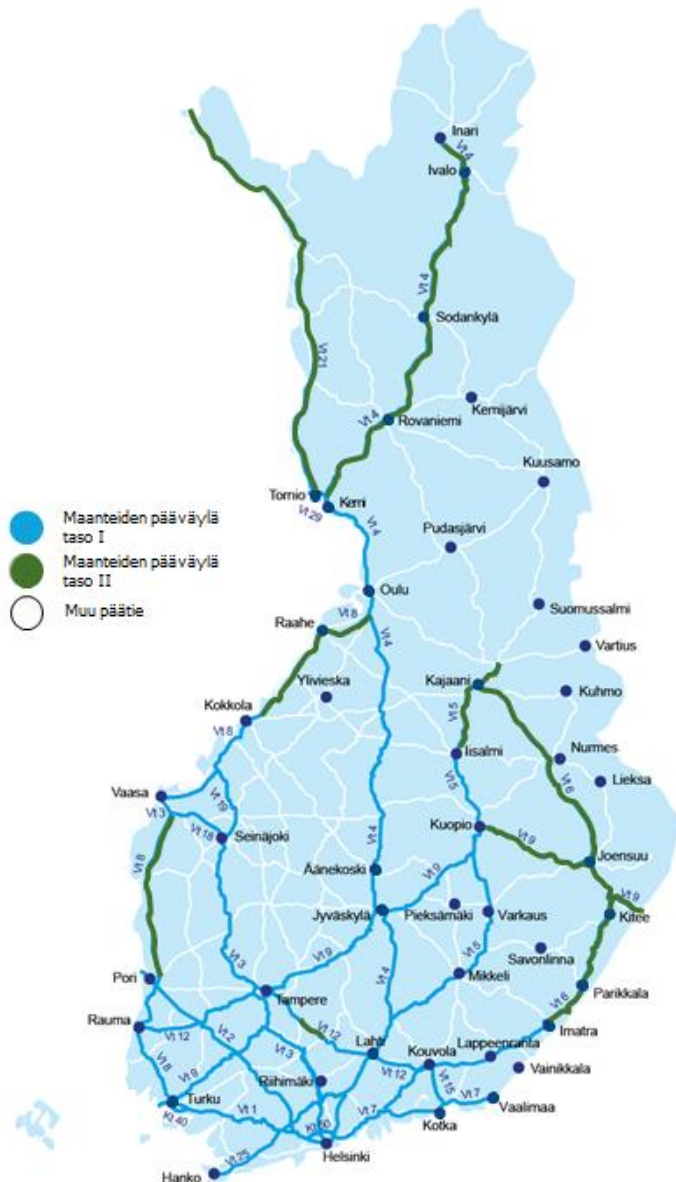 Inari
Vt 4
Ivalo
Vt 4
Sodankylä
Vt 21
Kemijärvi
Vt 4
Rovaniemi
Kuusamo
Tornio
Kemi
Vt 29
Vt 4
Maanteiden pääväylä
taso I
Pudasjärvi
Maanteiden pääväylä
taso II
Oulu
Muu päätie
Suomussalmi
Vt 8
Raahe
Vt 4
Vartius
Kajaani
Ylivieska
Kuhmo
Kokkola
Vt 5
Vt 8
Iisalmi
Nurmes
Vt 6
Lieksa
Vt 5
Vaasa
Vt 19
Vt 3
Vt 18
Seinäjoki
Kuopio
Vt 4
Vt 9
Vt 8
Joensuu
Äänekoski
Vt 9
Vt 9
Jyväskylä
Pieksämäki
Varkaus
Kitee
Vt 3
Vt 9
Vt 5
Savonlinna
Vt 4
Mikkeli
Pori
Parikkala
Tampere
Vt 6
Rauma
Vt 12
Vt 2
Vt 12
Imatra
Lappeenranta
Vt 3
Lahti
Kouvola
Vt 8
Vt 9
Vt 12
Vainikkala
Riihimäki
Vt 15
Turku
Vt 1
Vt 7
Vt 7
Vaalimaa
Kt 40
Kt 50
Kotka
Helsinki
Vt 25
Hanko